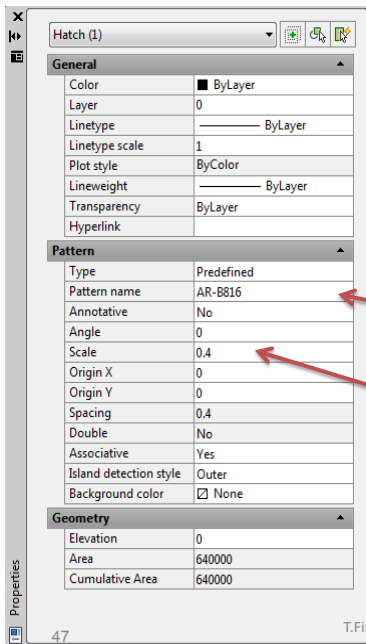 Hatch (1)
General
Color ByLayer
Layer 0
Linetype ByLayer
Linetype scale 1
Plot style ByColor
Lineweight ByLayer
Transparency ByLayer
Hyperlink
Pattern
Type Predefined
Pattern name AR-B816
Annotative No
Angle 0
Scale 0.4
Origin X 0
Origin Y 0
Spacing 0.4
Double No
Associative Yes
Island detection style Outer
Background color None
Geometry
Elevation 0
Area 640000
Cumulative Area 640000
Properties
47
T.Fi